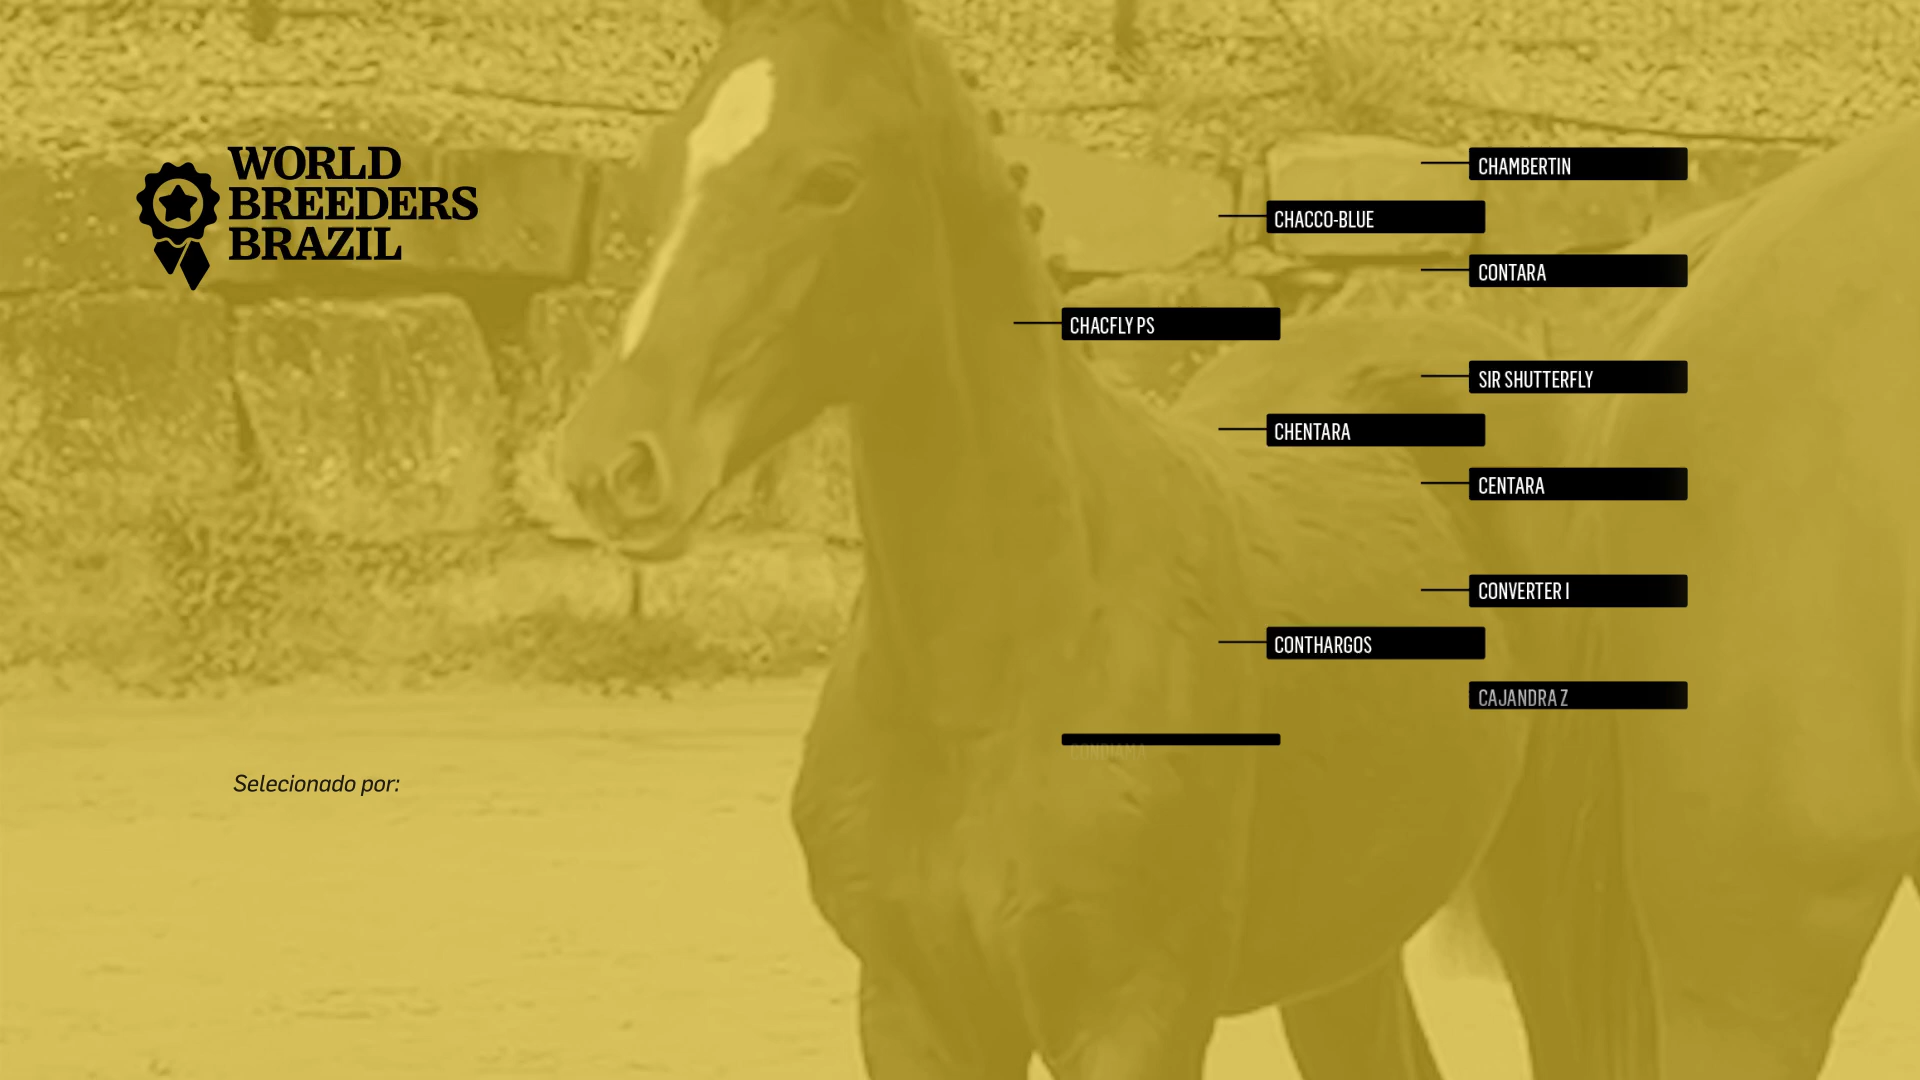 WORLD
BREEDERS
BRAZIL
CHAMBERTIN
CHACCO-BLUE
CONTARA
CHACFLY PS
SIR SHUTTERFLY
CHENTARA
CENTARA
CONVERTER I
CONTHARGOS
CAJANDRA Z
Selecionado por: